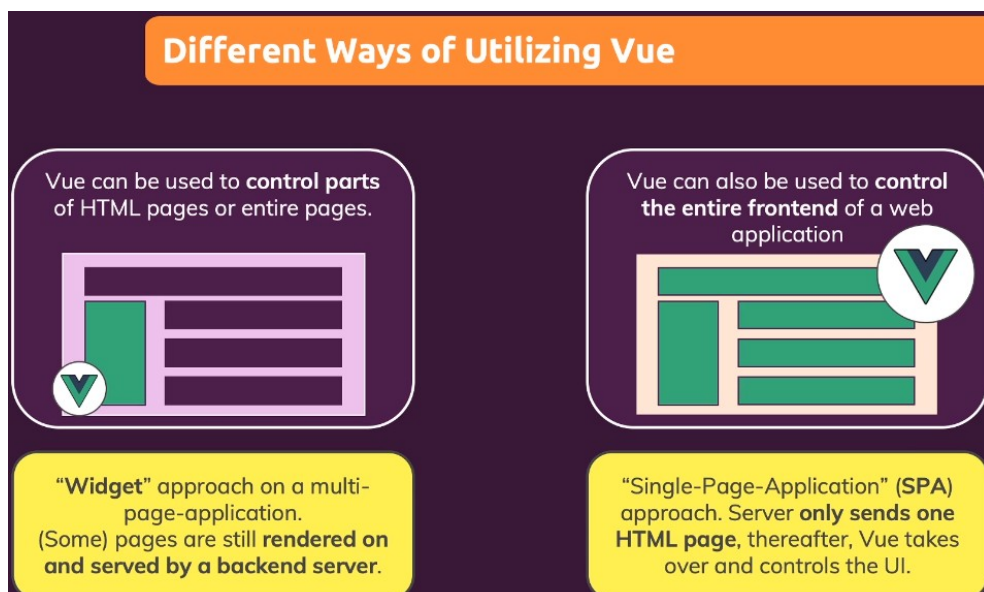 Different Ways of Utilizing Vue
Vue can be used to control parts
of HTML pages or entire pages.
“Widget” approach on a multi-
page-application.
(Some) pages are still rendered on
and served by a backend server.
Vue can also be used to control
the entire frontend of a web
application
“Single-Page-Application” (SPA)
approach. Server only sends one
HTML page, thereafter, Vue takes
over and controls the UI.